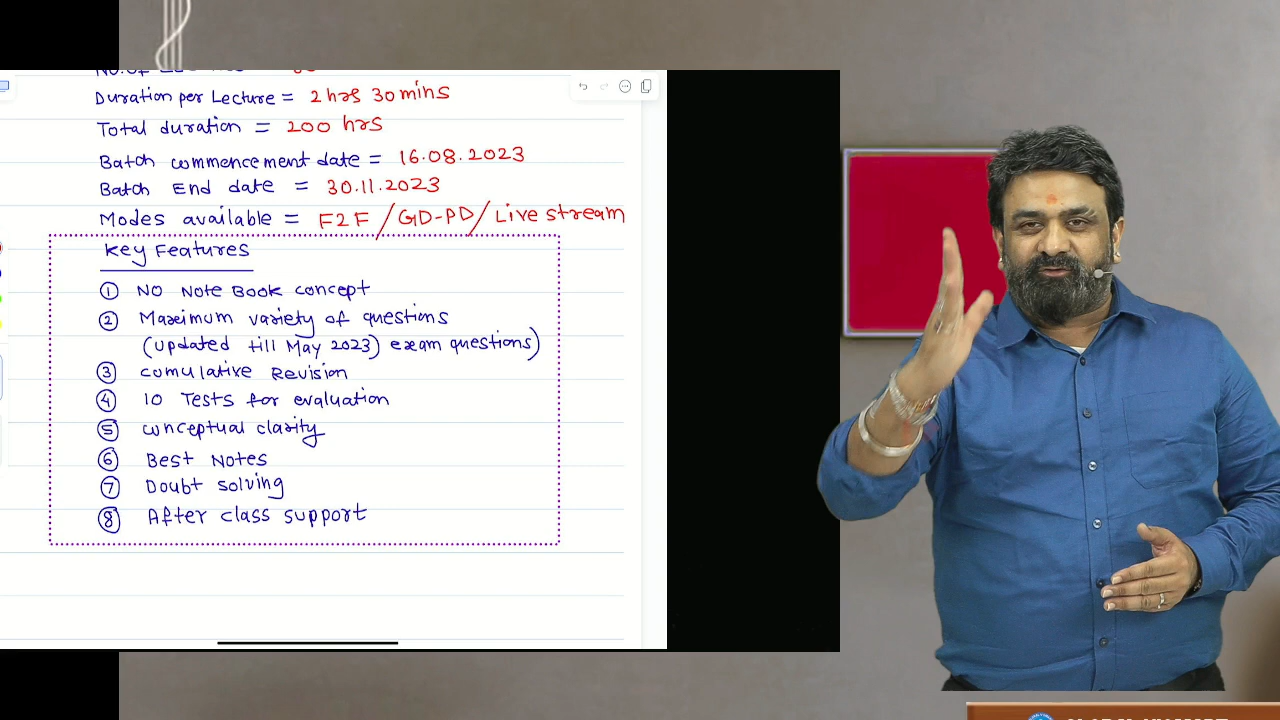 Duration per Lecture = 2 hrs 30 mins
Total duration = 200 hrs
Batch commencement date = 16.08.2023
Batch End date = 30.11.2023
Modes available = F2F / GD-PD / Live stream
Key Features
① NO Note Book concept
② Maximum variety of questions
(updated till May 2023) exam questions)
③ cumulative Revision
④ 10 Tests for evaluation
⑤ conceptual clarity
⑥ Best Notes
⑦ Doubt solving
⑧ After class support